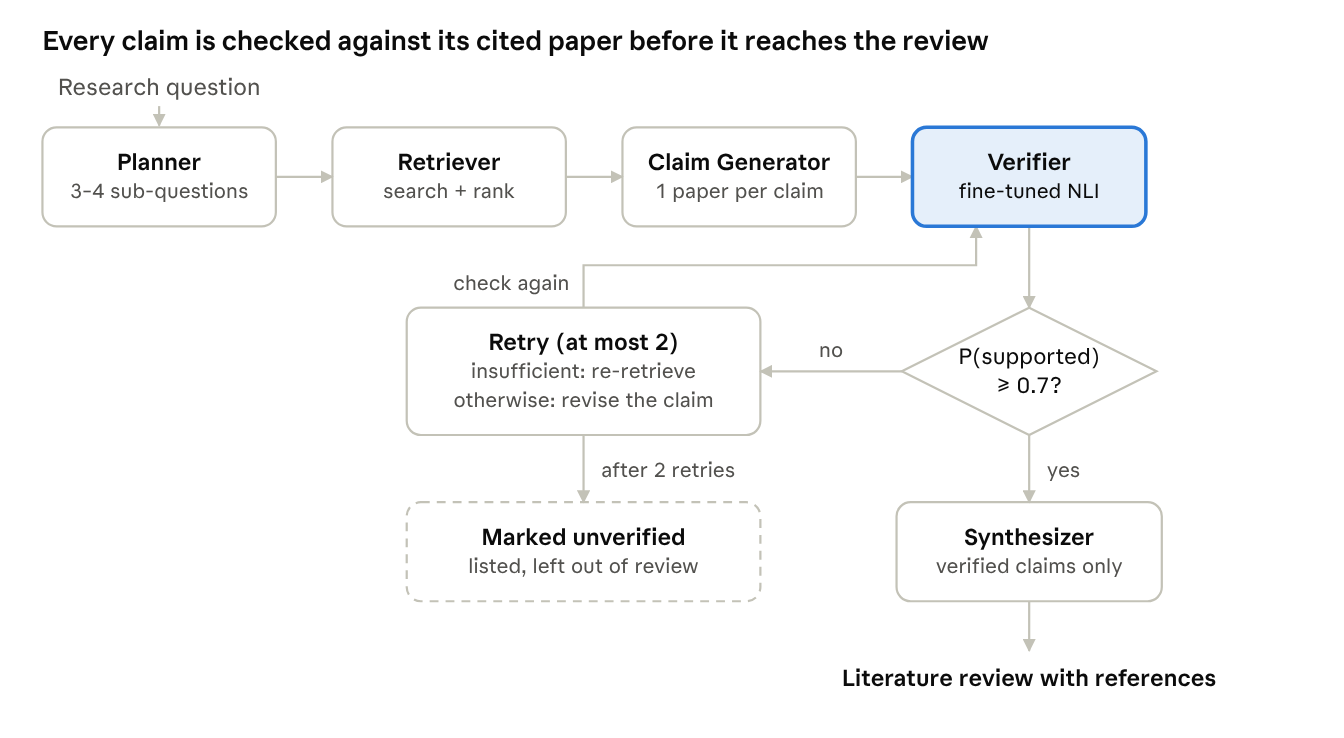 Every claim is checked against its cited paper before it reaches the review
Research question
Planner
3-4 sub-questions
Retriever
search + rank
Claim Generator
1 paper per claim
Verifier
fine-tuned NLI
check again
Retry (at most 2)
insufficient: re-retrieve
otherwise: revise the claim
no
P(supported)
⩾ 0.7?
after 2 retries
yes
Marked unverified
listed, left out of review
Synthesizer
verified claims only
Literature review with references